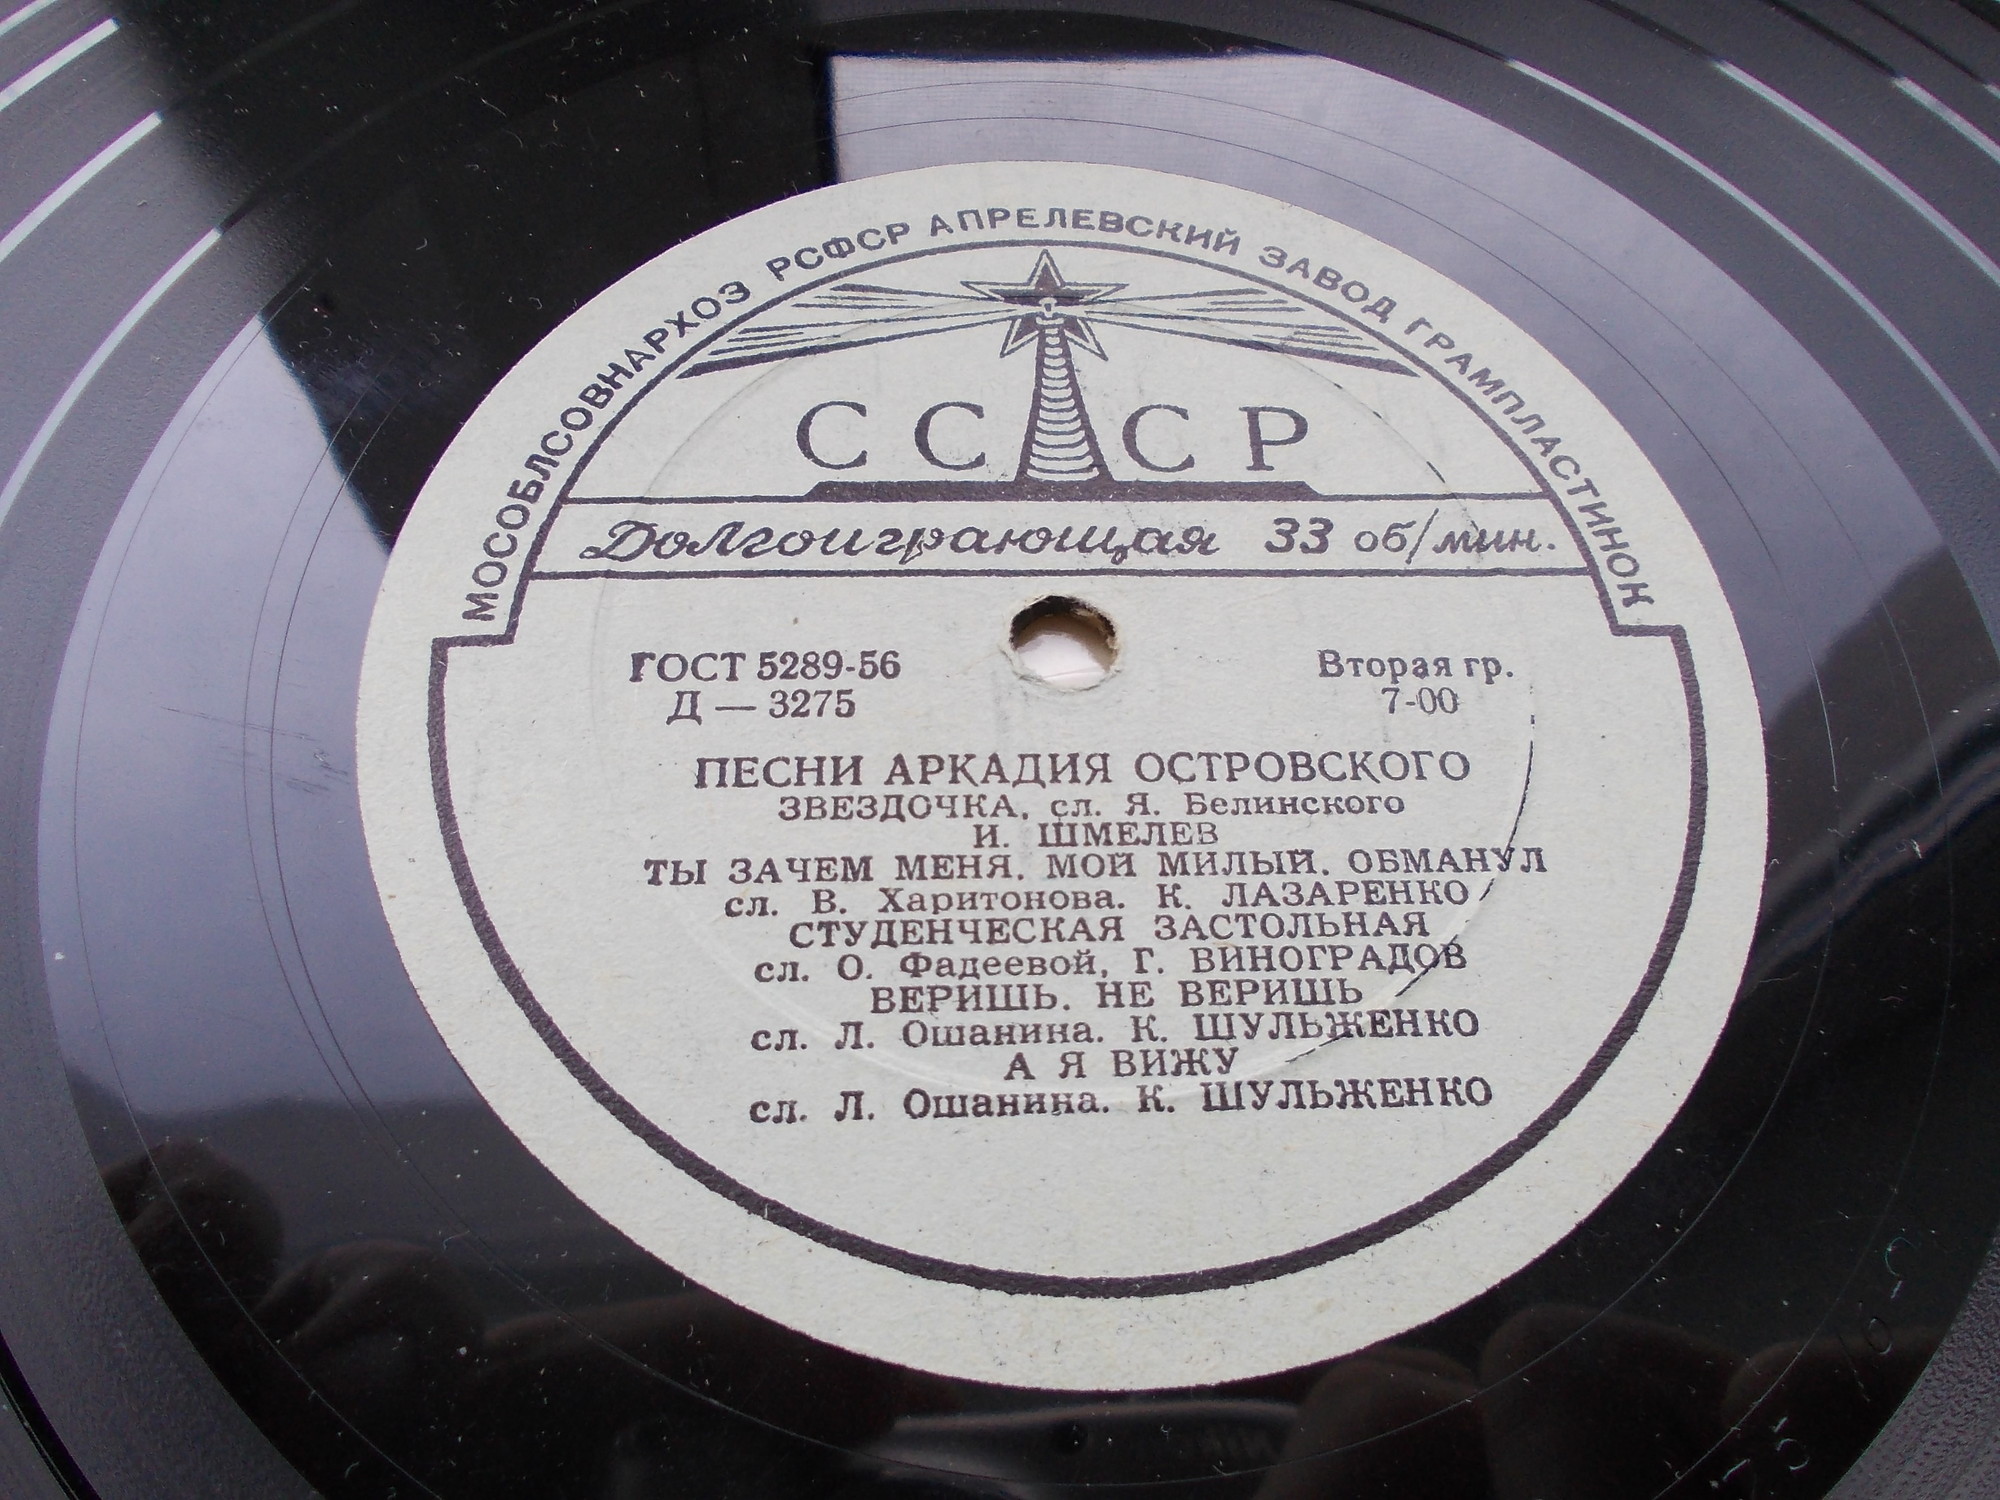 МОСОБЛСОВНАРХОЗ РСФСР АПРЕЛЕВСКИЙ ЗАВОД ГРАМПЛАСТИНОК
СССР
Долгоиграющая 33 об/мин.
ГОСТ 5289-56
Д — 3275
Вторая гр.
7-00
ПЕСНИ АРКАДИЯ ОСТРОВСКОГО
ЗВЕЗДОЧКА, сл. Я. Белинского
И. ШМЕЛЕВ
ТЫ ЗАЧЕМ МЕНЯ. МОЙ МИЛЫЙ. ОБМАНУЛ
сл. В. Харитонова. К. ЛАЗАРЕНКО
СТУДЕНЧЕСКАЯ ЗАСТОЛЬНАЯ
сл. О. Фадеевой, Г. ВИНОГРАДОВ
ВЕРИШЬ. НЕ ВЕРИШЬ
сл. Л. Ошанина. К. ШУЛЬЖЕНКО
А Я ВИЖУ
сл. Л. Ошанина. К. ШУЛЬЖЕНКО